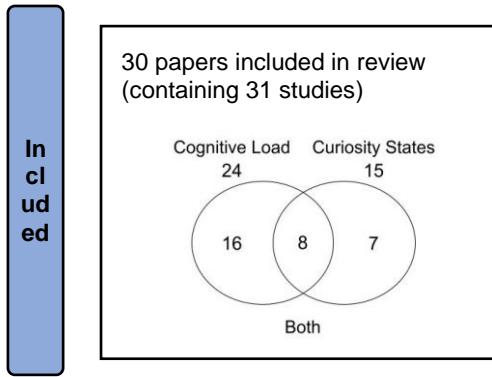 In
cl
ud
ed
30 papers included in review
(containing 31 studies)
Cognitive Load Curiosity States
24 15
16 8 7
Both